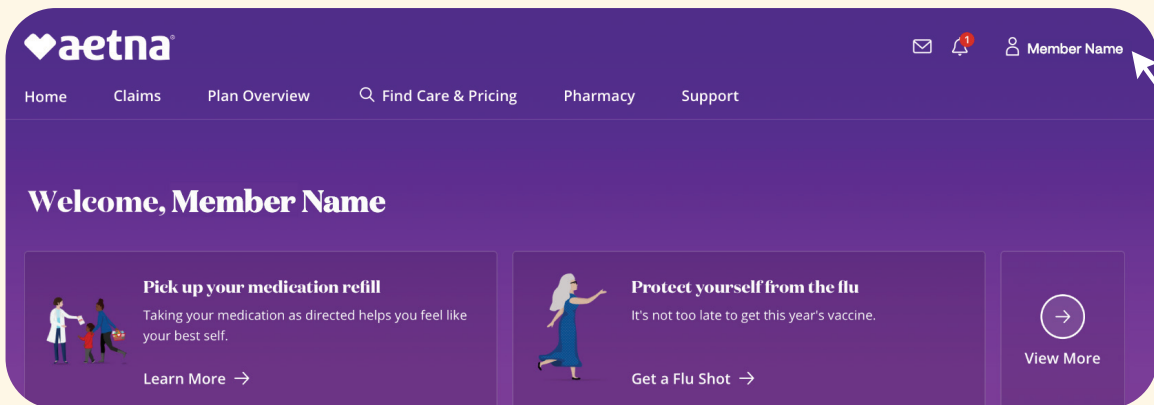 aetna®
1
Member Name
Home Claims Plan Overview Find Care & Pricing Pharmacy Support
Welcome, Member Name
Pick up your medication refill
Taking your medication as directed helps you feel like
your best self.
Learn More →
Protect yourself from the flu
It's not too late to get this year's vaccine.
Get a Flu Shot →
View More